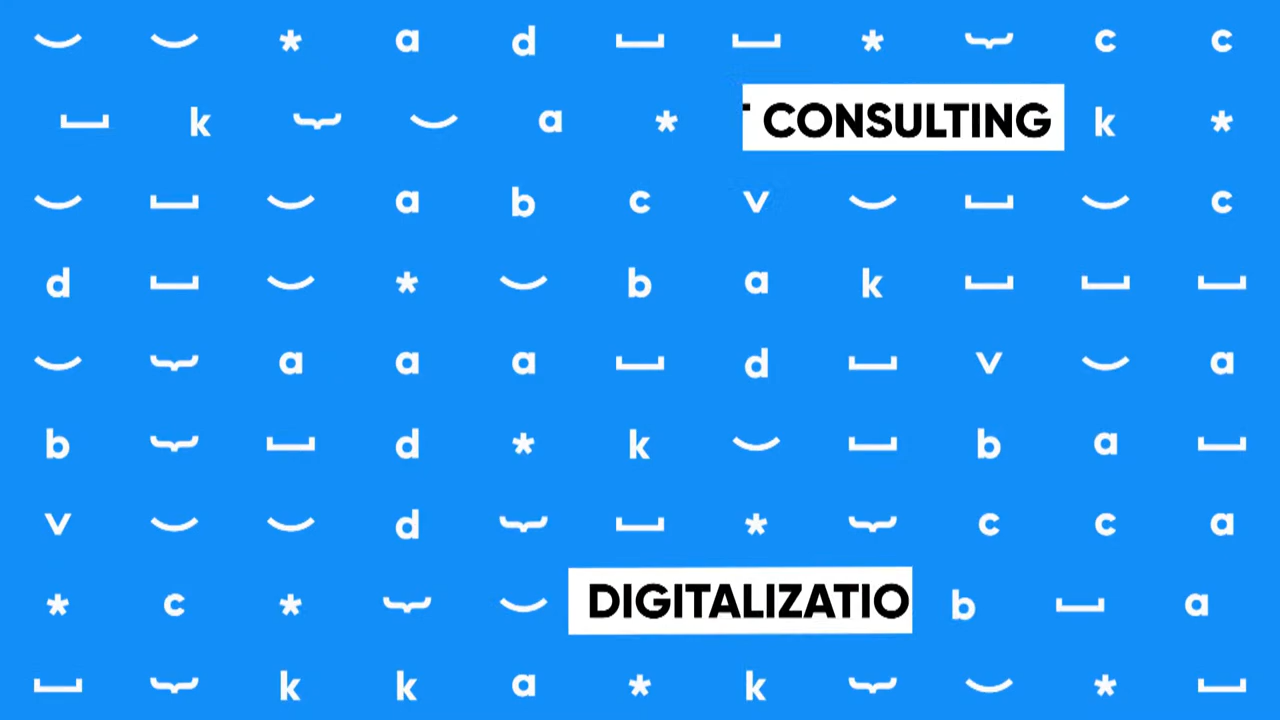 * a d * c c
k a * CONSULTING k *
a b c v c
d * b a k
a a a d v a
b d * k b a
v d * c c a
* c * DIGITALIZATIO b a
k k a * k *